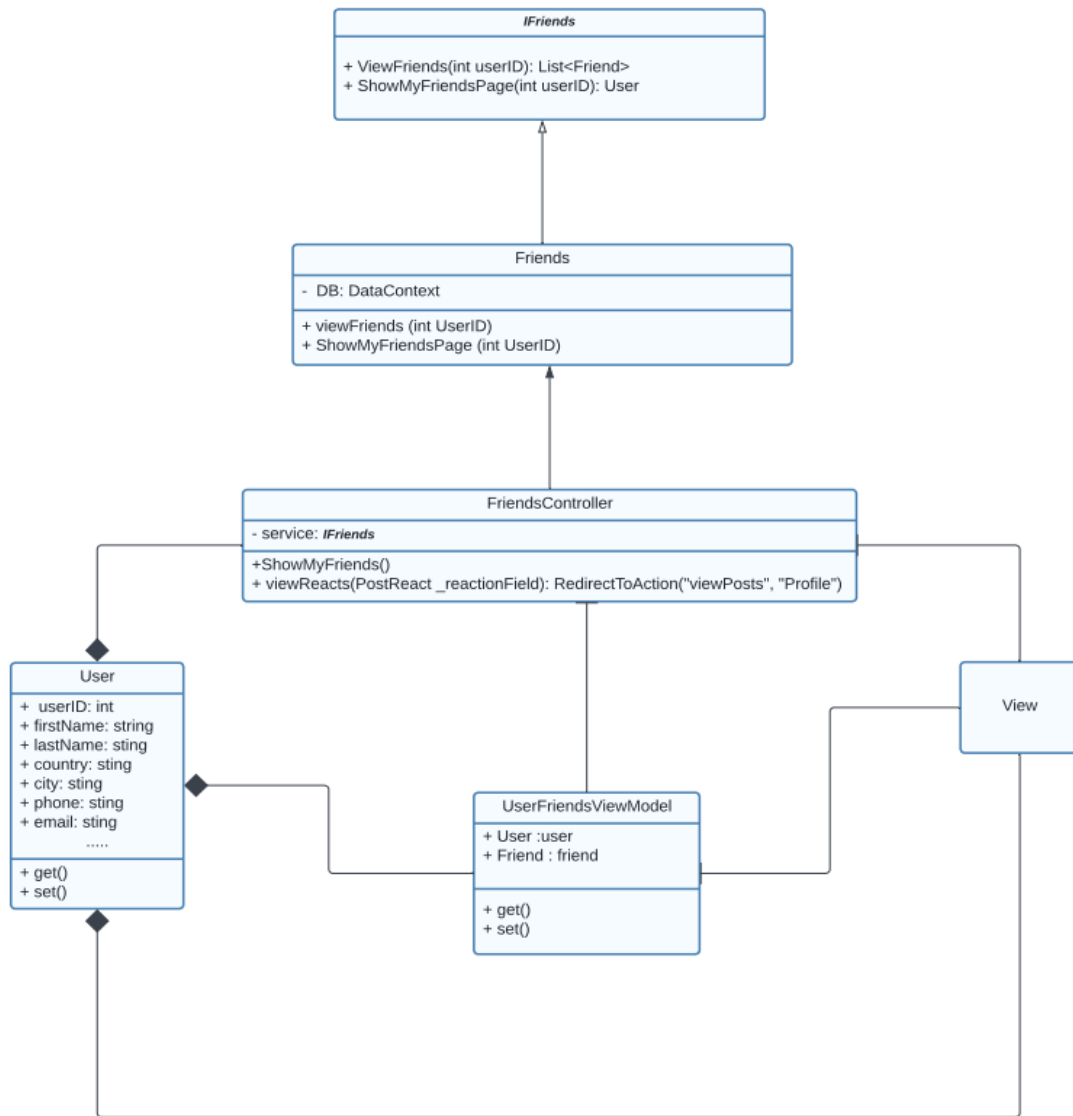 IFriends
+ ViewFriends(int userID): List<Friend>
+ ShowMyFriendsPage(int userID): User
Friends
- DB: DataContext
+ viewFriends (int UserID)
+ ShowMyFriendsPage (int UserID)
FriendsController
- service: IFriends
+ShowMyFriends()
+ viewReacts(PostReact _reactionField): RedirectToAction("viewPosts", "Profile")
User
+ userID: int
+ firstName: string
+ lastName: sting
+ country: sting
+ city: sting
+ phone: sting
+ email: sting
.....
+ get()
+ set()
UserFriendsViewModel
+ User :user
+ Friend : friend
+ get()
+ set()
View